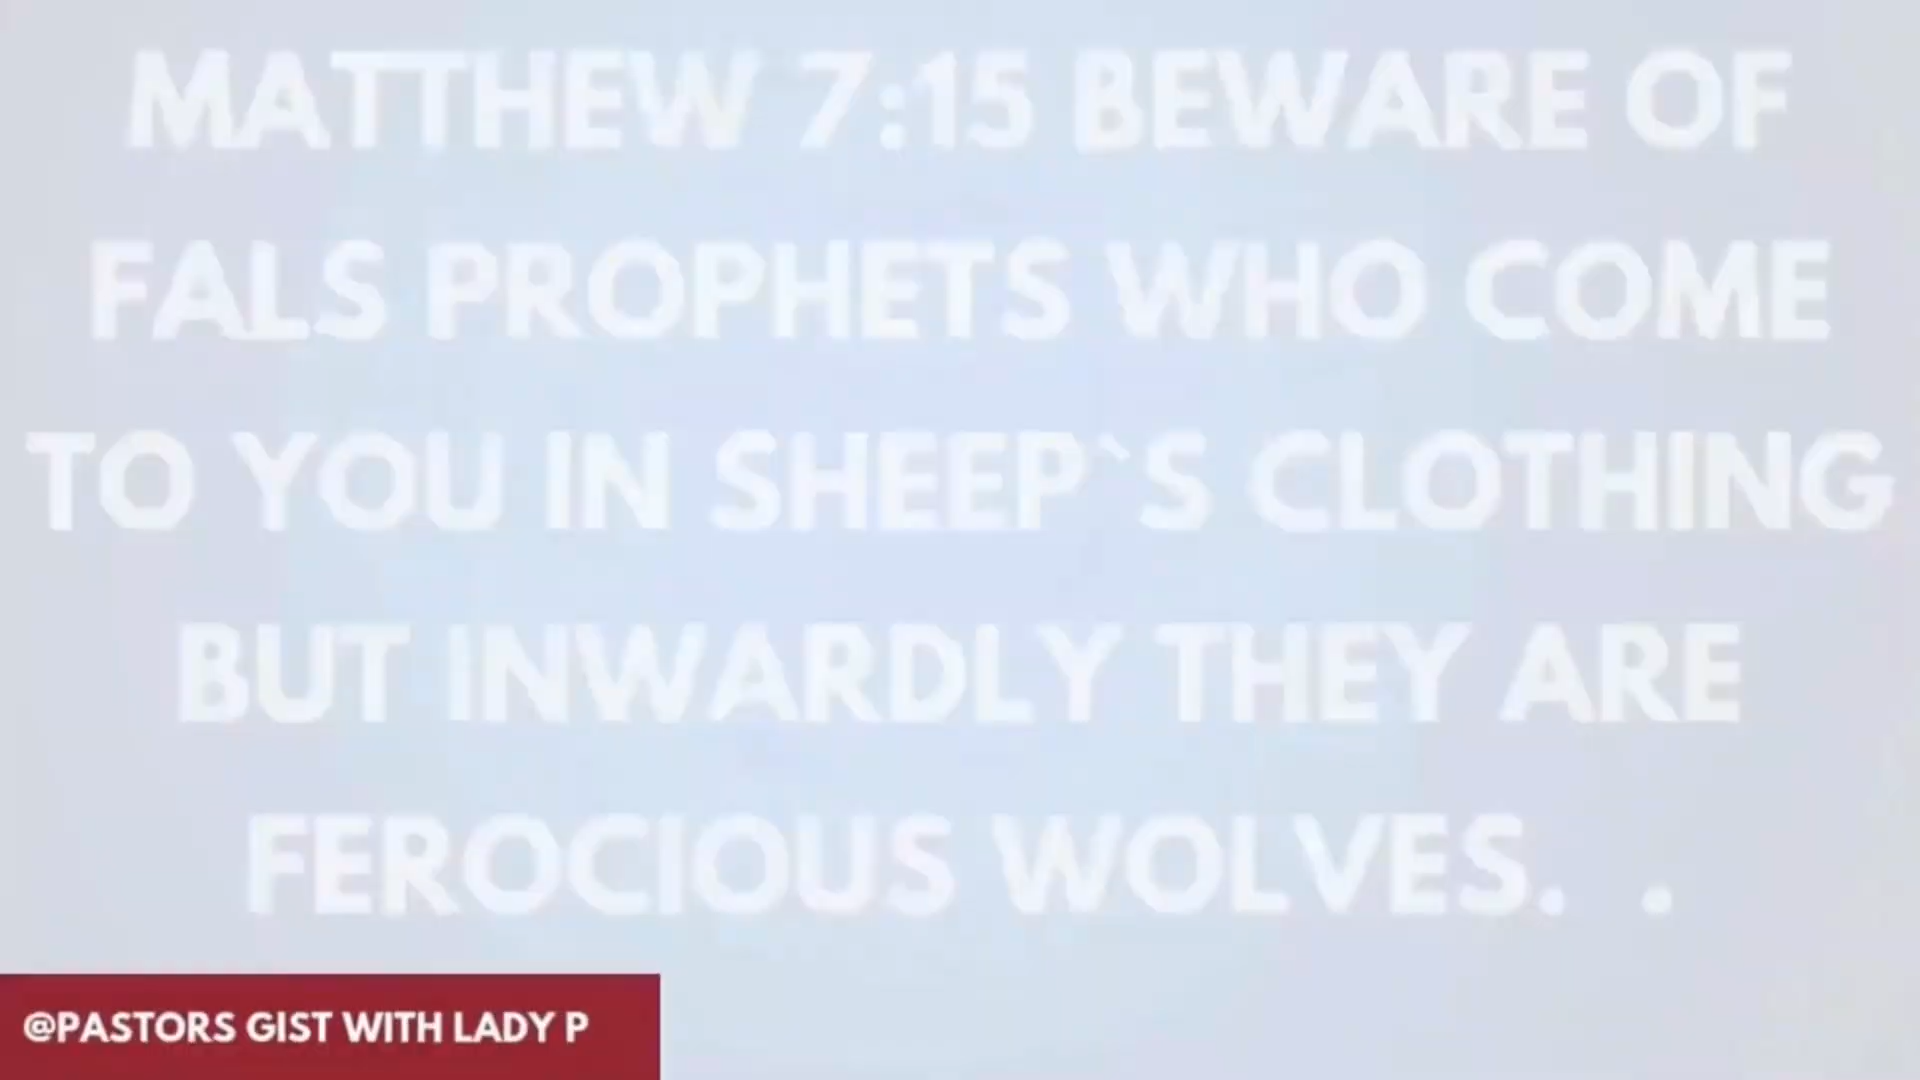 MATTHEW 7:15 BEWARE OF
FALS PROPHETS WHO COME
TO YOU IN SHEEP`S CLOTHING
BUT INWARDLY THEY ARE
FEROCIOUS WOLVES.  .
@PASTORS GIST WITH LADY P